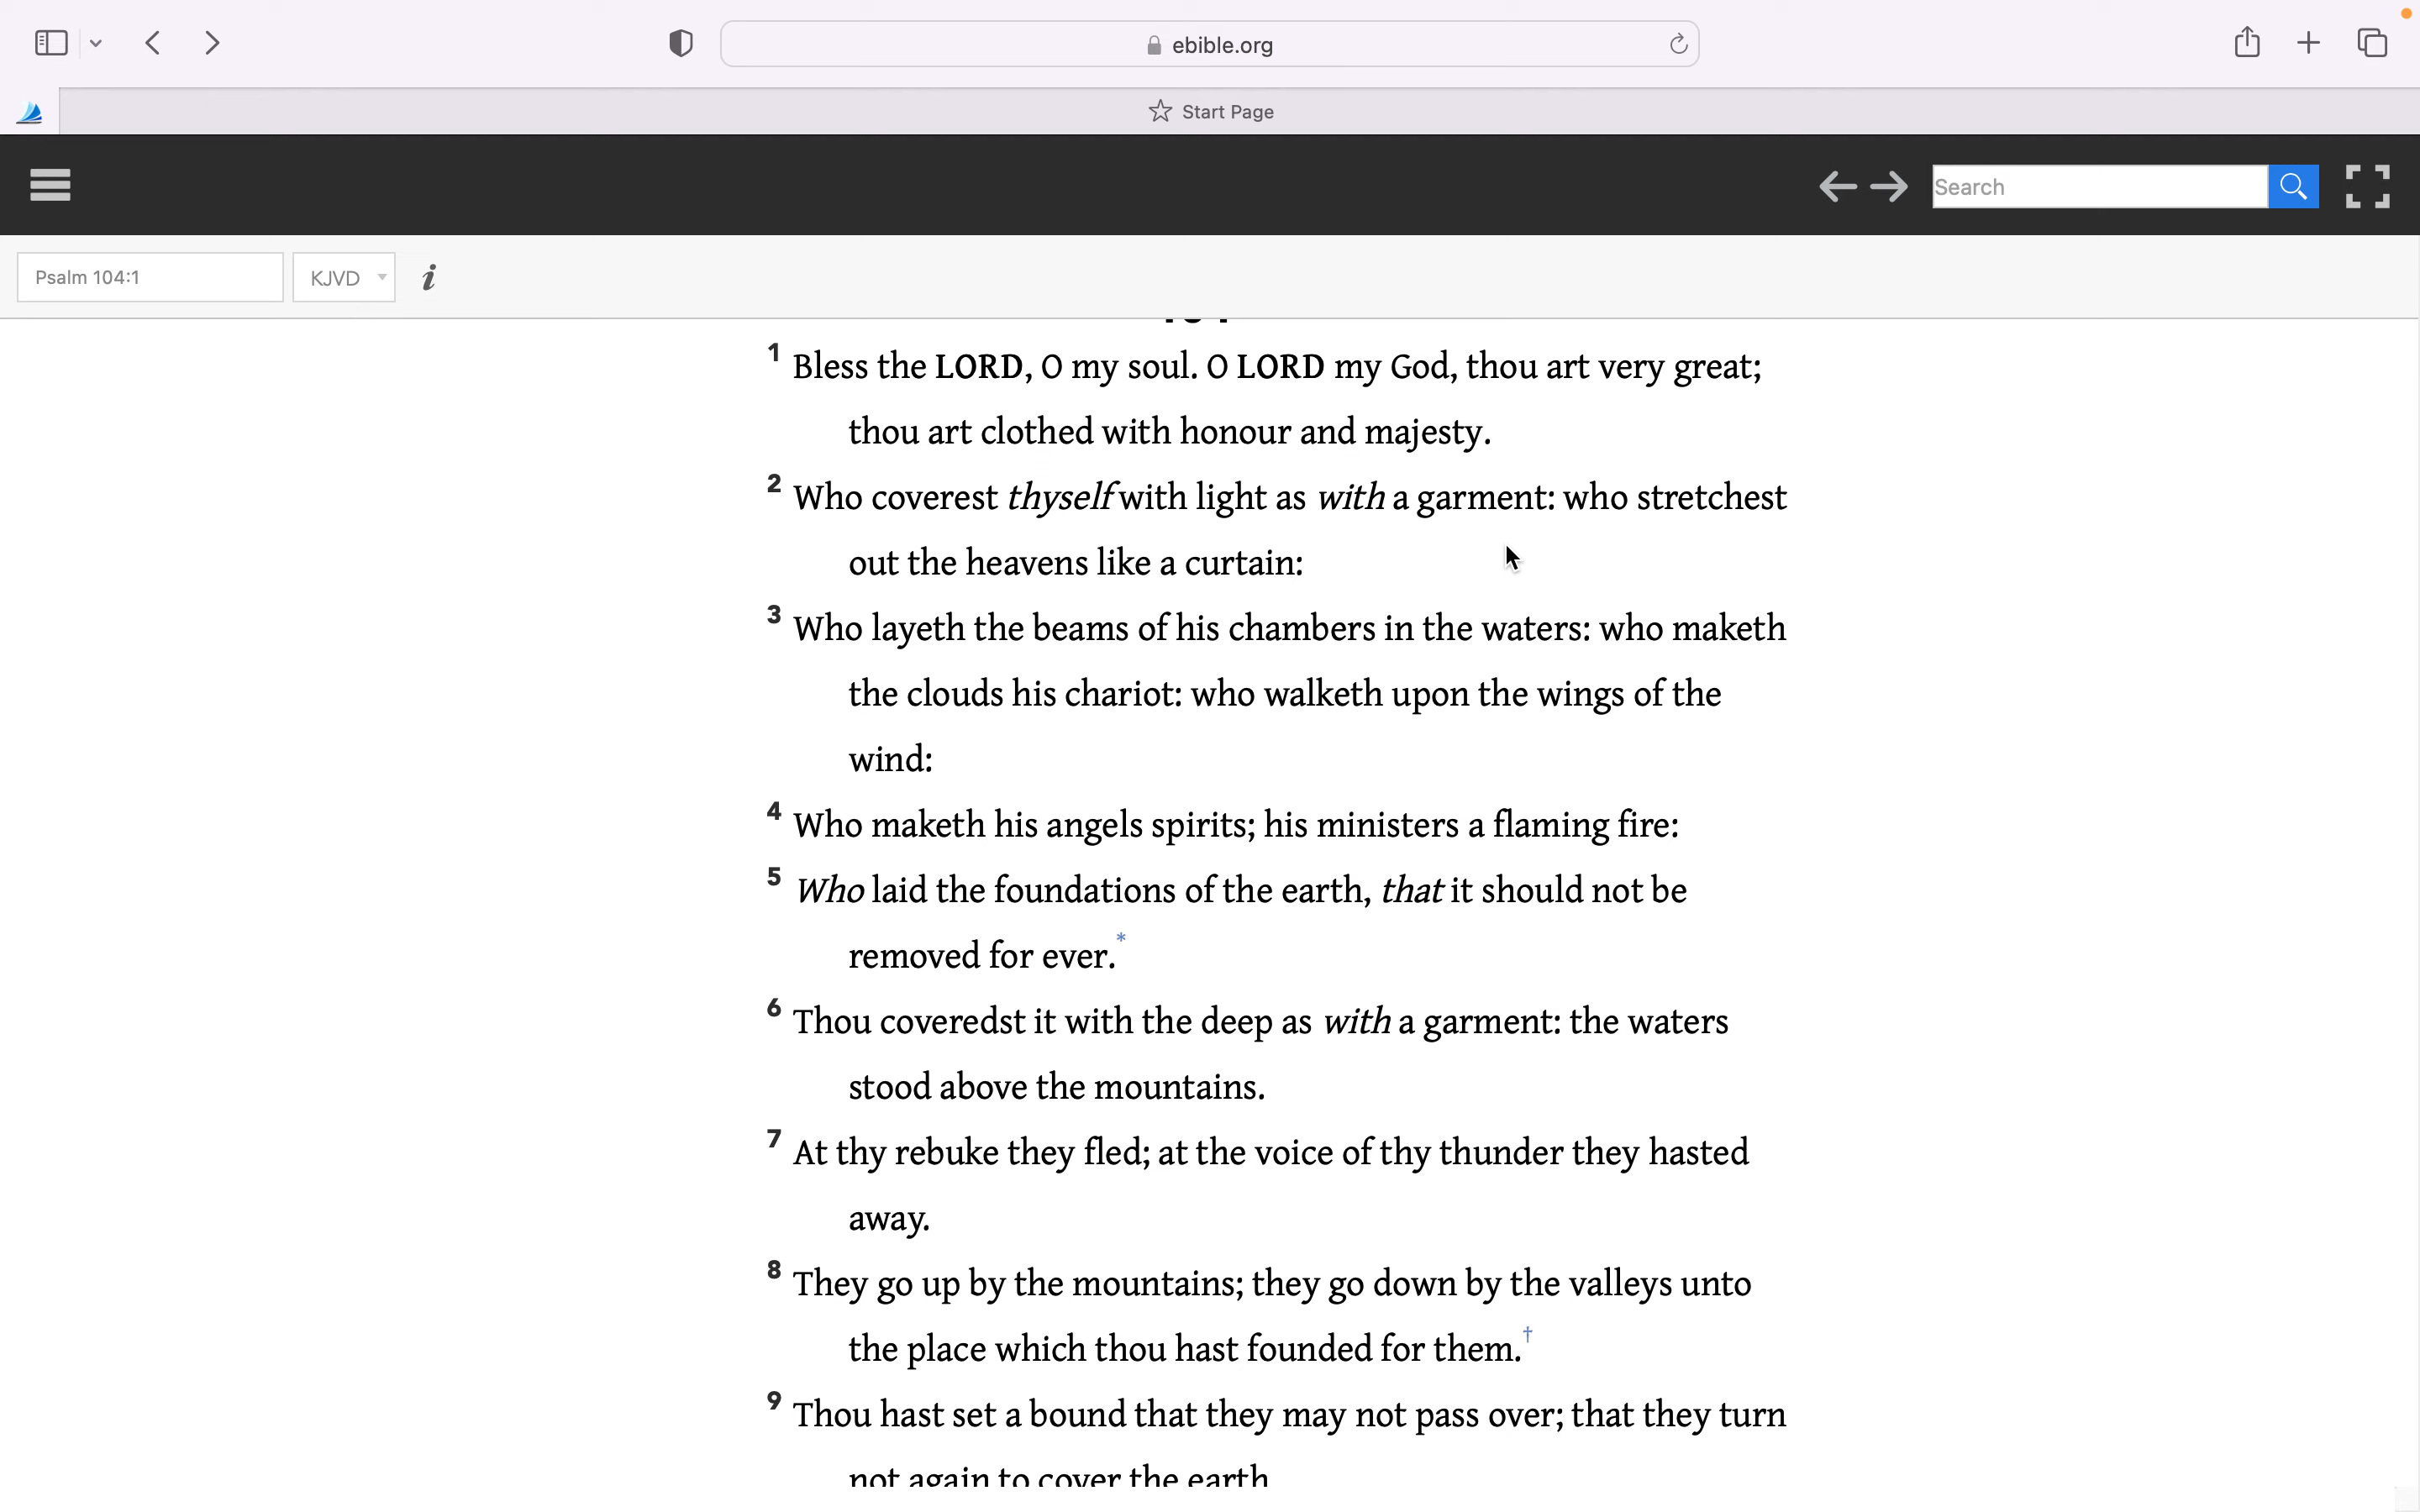 ebible.org
Start Page
Search
Psalm 104:1
KJVD
i
1 Bless the LORD, O my soul. O LORD my God, thou art very great;
thou art clothed with honour and majesty.
2 Who coverest thyself with light as with a garment: who stretchest
out the heavens like a curtain:
3 Who layeth the beams of his chambers in the waters: who maketh
the clouds his chariot: who walketh upon the wings of the
wind:
4 Who maketh his angels spirits; his ministers a flaming fire:
5 Who laid the foundations of the earth, that it should not be
removed for ever.*
6 Thou coveredst it with the deep as with a garment: the waters
stood above the mountains.
7 At thy rebuke they fled; at the voice of thy thunder they hasted
away.
8 They go up by the mountains; they go down by the valleys unto
the place which thou hast founded for them.†
9 Thou hast set a bound that they may not pass over; that they turn
not again to cover the earth